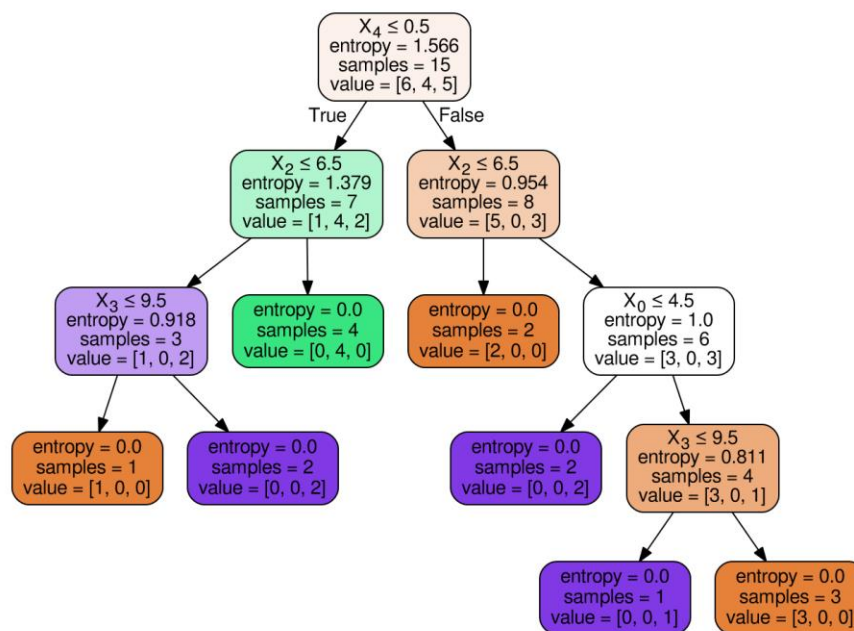 X4 ≤ 0.5
entropy = 1.566
samples = 15
value = [6, 4, 5]
True
False
X2 ≤ 6.5
entropy = 1.379
samples = 7
value = [1, 4, 2]
X2 ≤ 6.5
entropy = 0.954
samples = 8
value = [5, 0, 3]
X3 ≤ 9.5
entropy = 0.918
samples = 3
value = [1, 0, 2]
entropy = 0.0
samples = 4
value = [0, 4, 0]
entropy = 0.0
samples = 2
value = [2, 0, 0]
X0 ≤ 4.5
entropy = 1.0
samples = 6
value = [3, 0, 3]
entropy = 0.0
samples = 1
value = [1, 0, 0]
entropy = 0.0
samples = 2
value = [0, 0, 2]
entropy = 0.0
samples = 2
value = [0, 0, 2]
X3 ≤ 9.5
entropy = 0.811
samples = 4
value = [3, 0, 1]
entropy = 0.0
samples = 1
value = [0, 0, 1]
entropy = 0.0
samples = 3
value = [3, 0, 0]